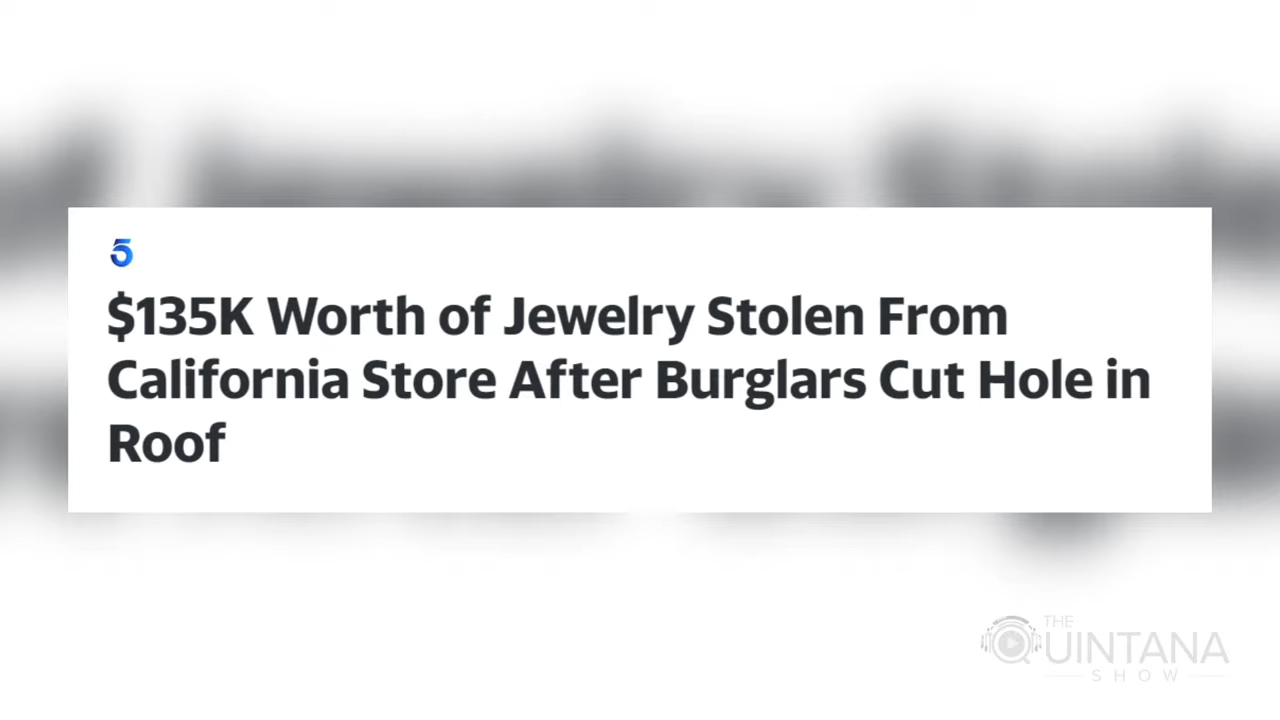 5
$135K Worth of Jewelry Stolen From
California Store After Burglars Cut Hole in
Roof
THE
QUINTANA
SHOW